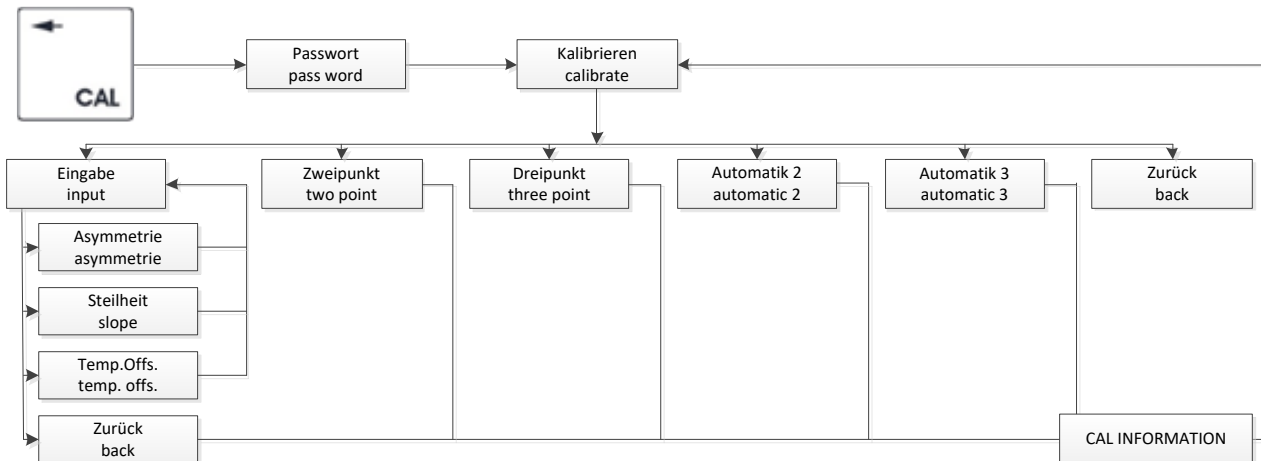 CAL
Passwort
pass word
Kalibrieren
calibrate
Eingabe
input
Zweipunkt
two point
Dreipunkt
three point
Automatik 2
automatic 2
Automatik 3
automatic 3
Zurück
back
Asymmetrie
asymmetrie
Steilheit
slope
Temp.Offs.
temp. offs.
Zurück
back
CAL INFORMATION